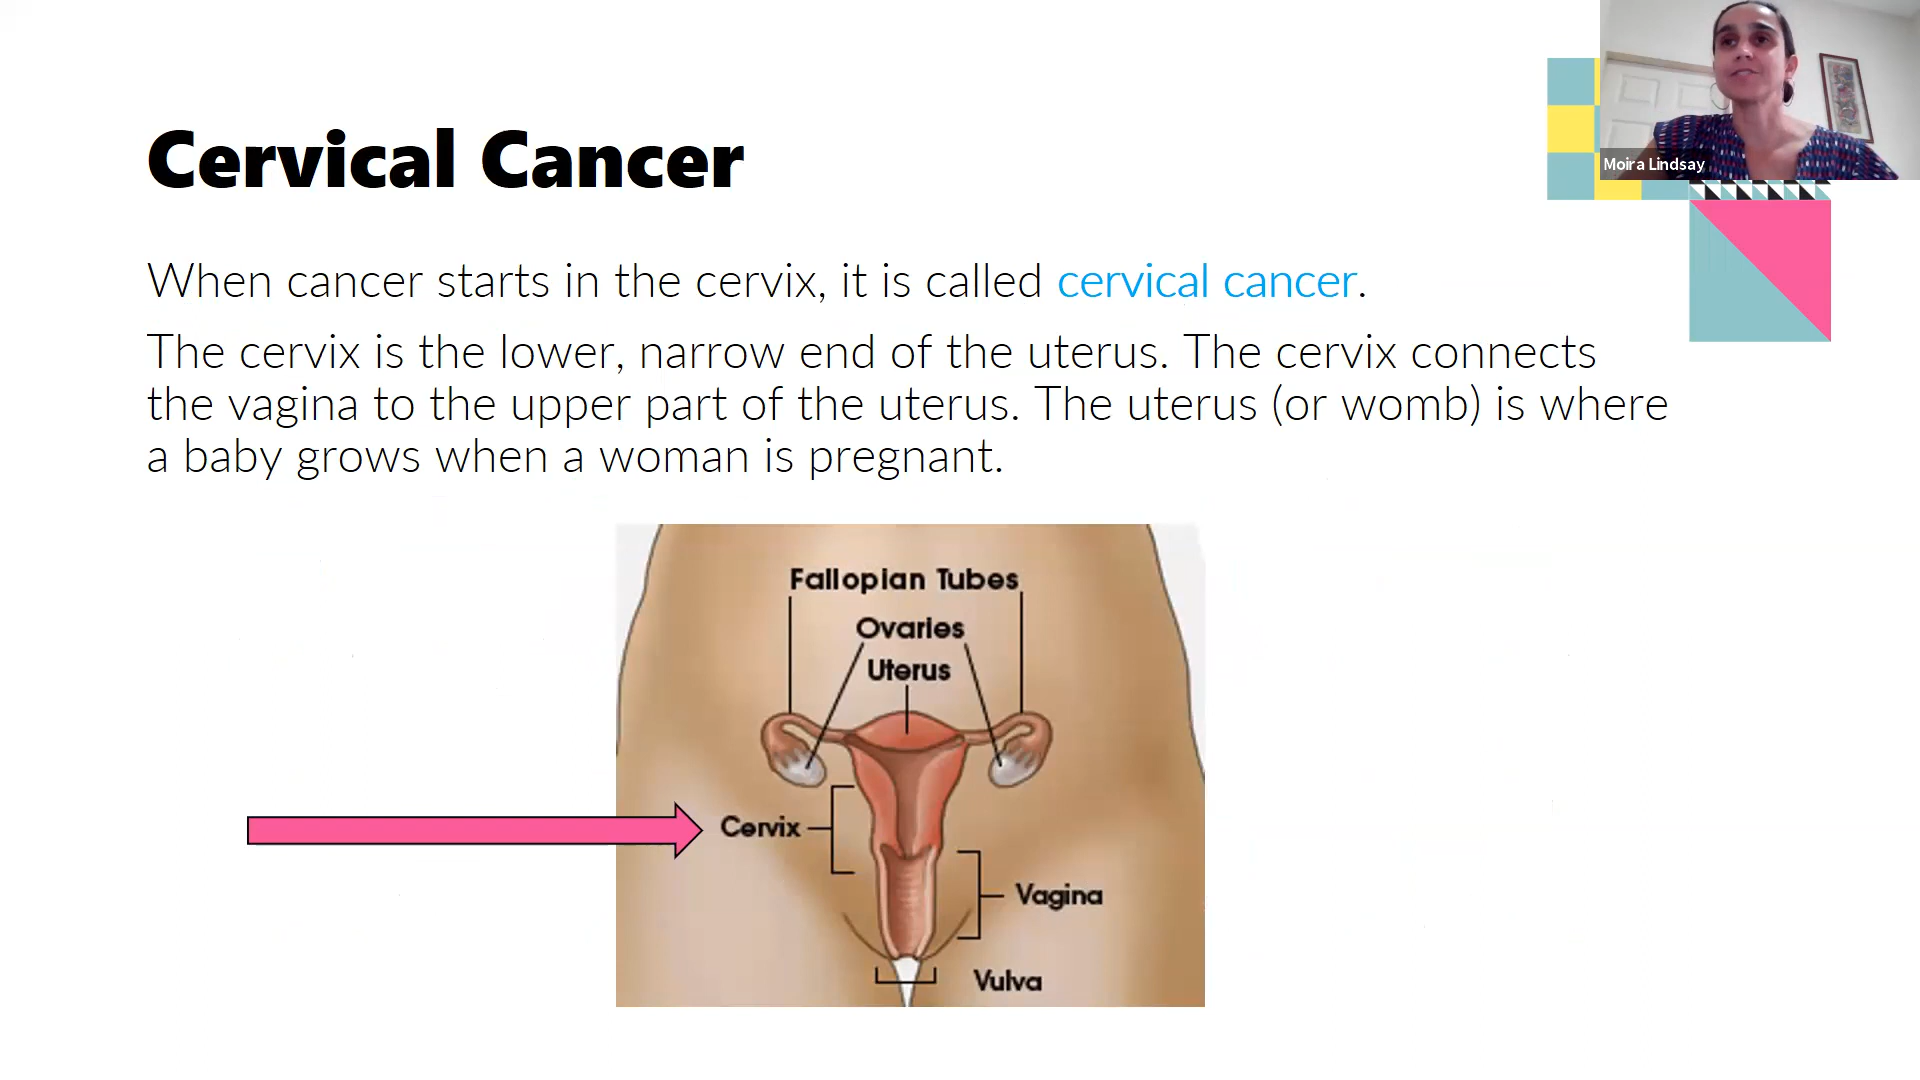 Moira Lindsay
Cervical Cancer
When cancer starts in the cervix, it is called cervical cancer.
The cervix is the lower, narrow end of the uterus. The cervix connects
the vagina to the upper part of the uterus. The uterus (or womb) is where
a baby grows when a woman is pregnant.
Fallopian Tubes
Ovaries
Uterus
Cervix
Vagina
Vulva